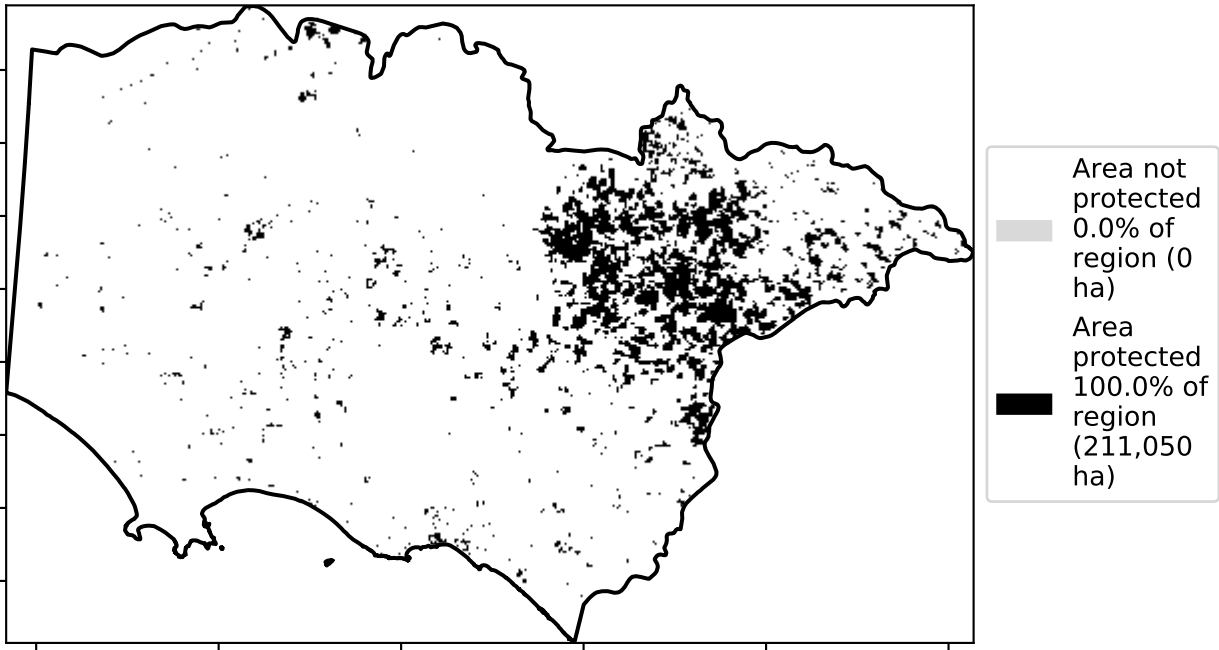 Area not
protected
0.0% of
region (0
ha)
Area
protected
100.0% of
region
(211,050
ha)